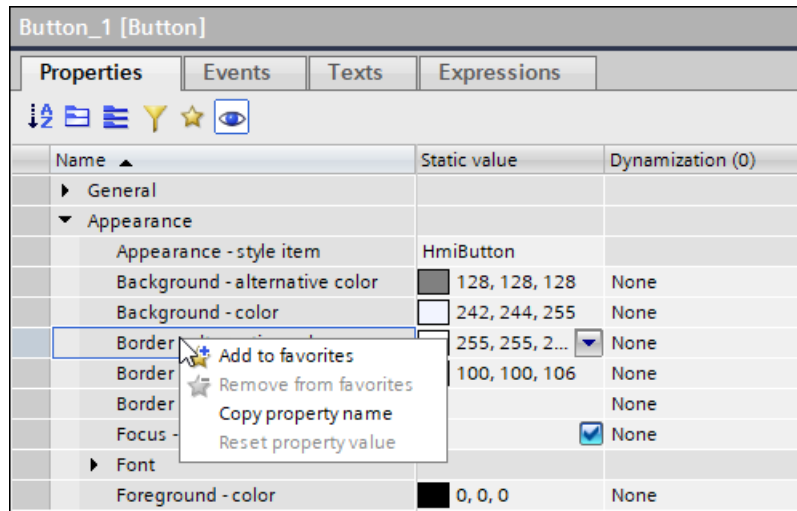 Button_1 [Button]
Properties Events Texts Expressions
Name Static value Dynamization (0)
General
Appearance
Appearance - style item HmiButton
Background - alternative color 128, 128, 128 None
Background - color 242, 244, 255 None
Border 255, 255, 2... None
Add to favorites
Border 100, 100, 106 None
Remove from favorites
Border None
Copy property name
Focus - None
Reset property value
Font
Foreground - color 0, 0, 0 None